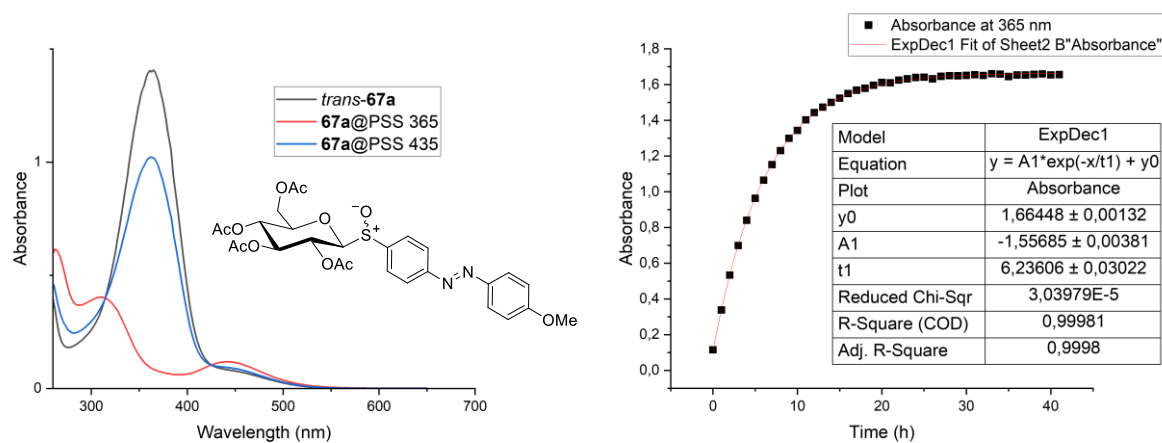 Absorbance
1
0
300
400
500
600
700
Wavelength (nm)
trans-67a
67a@PSS 365
67a@PSS 435
OAc
O
AcO
AcO
OAc
O
−
S
+
N
N
OMe
Absorbance at 365 nm
ExpDec1 Fit of Sheet2 B"Absorbance"
Absorbance
1,8
1,6
1,4
1,2
1,0
0,8
0,6
0,4
0,2
0,0
0
10
20
30
40
Time (h)
Model ExpDec1
Equation y = A1*exp(-x/t1) + y0
Plot Absorbance
y0 1,66448 ± 0,00132
A1 -1,55685 ± 0,00381
t1 6,23606 ± 0,03022
Reduced Chi-Sqr 3,03979E-5
R-Square (COD) 0,99981
Adj. R-Square 0,9998